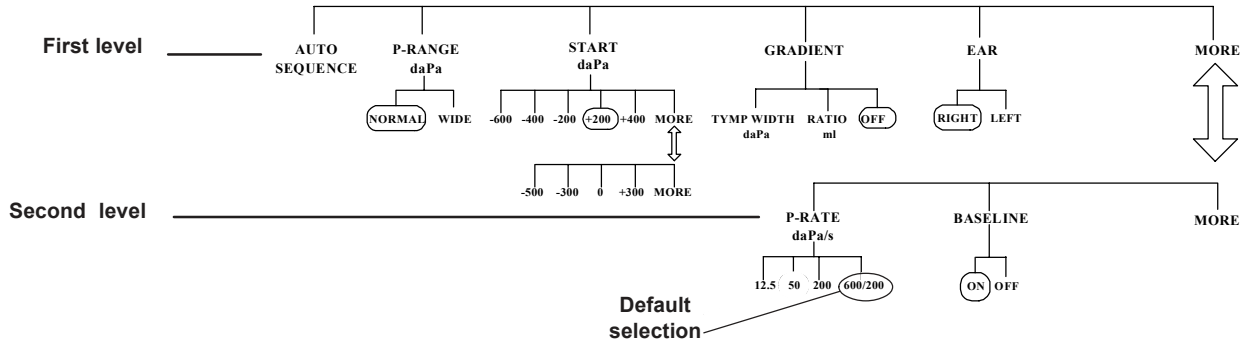 First level
AUTO SEQUENCE
P-RANGE daPa
START daPa
GRADIENT
EAR
MORE
NORMAL WIDE
-600 -400 -200 +200 +400 MORE
TYMP WIDTH daPa
RATIO ml
OFF
RIGHT LEFT
-500 -300 0 +300 MORE
Second level
P-RATE daPa/s
BASELINE
MORE
12.5 50 200 600/200
ON OFF
Default selection